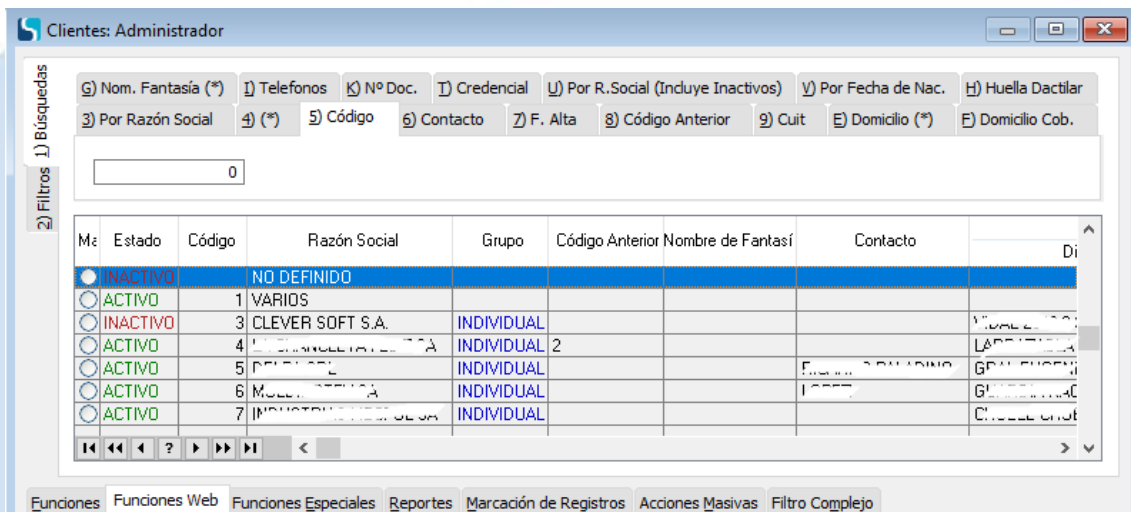 Clientes: Administrador
1) Búsquedas
2) Filtros
G) Nom. Fantasía (*) I) Telefonos K) Nº Doc. T) Credencial U) Por R.Social (Incluye Inactivos) V) Por Fecha de Nac. H) Huella Dactilar
3) Por Razón Social 4) (*) 5) Código 6) Contacto 7) F. Alta 8) Código Anterior 9) Cuit E) Domicilio (*) F) Domicilio Cob.
0
Ma Estado Código Razón Social Grupo Código Anterior Nombre de Fantasí Contacto Di
INACTIVO NO DEFINIDO
ACTIVO 1 VARIOS
INACTIVO 3 CLEVER SOFT S.A. INDIVIDUAL
ACTIVO 4 INDIVIDUAL 2
ACTIVO 5 INDIVIDUAL
ACTIVO 6 INDIVIDUAL
ACTIVO 7 INDIVIDUAL
?
Funciones Funciones Web Funciones Especiales Reportes Marcación de Registros Acciones Masivas Filtro Complejo